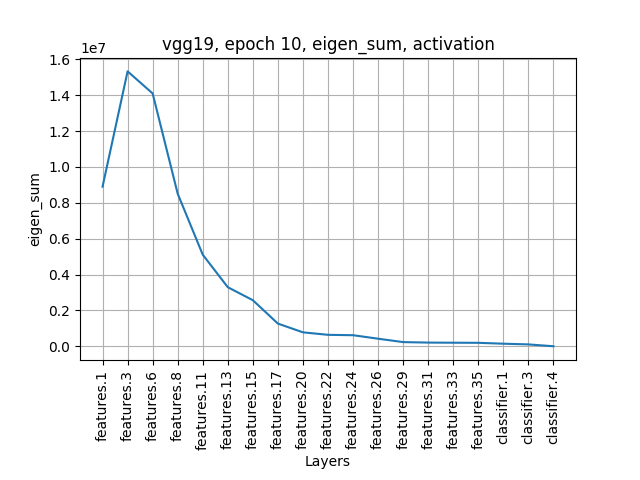 vgg19, epoch 10, eigen_sum, activation
1e7
1.6
1.4
1.2
1.0
0.8
0.6
0.4
0.2
0.0
eigen_sum
features.1
features.3
features.6
features.8
features.11
features.13
features.15
features.17
features.20
features.22
features.24
features.26
features.29
features.31
features.33
features.35
classifier.1
classifier.3
classifier.4
Layers